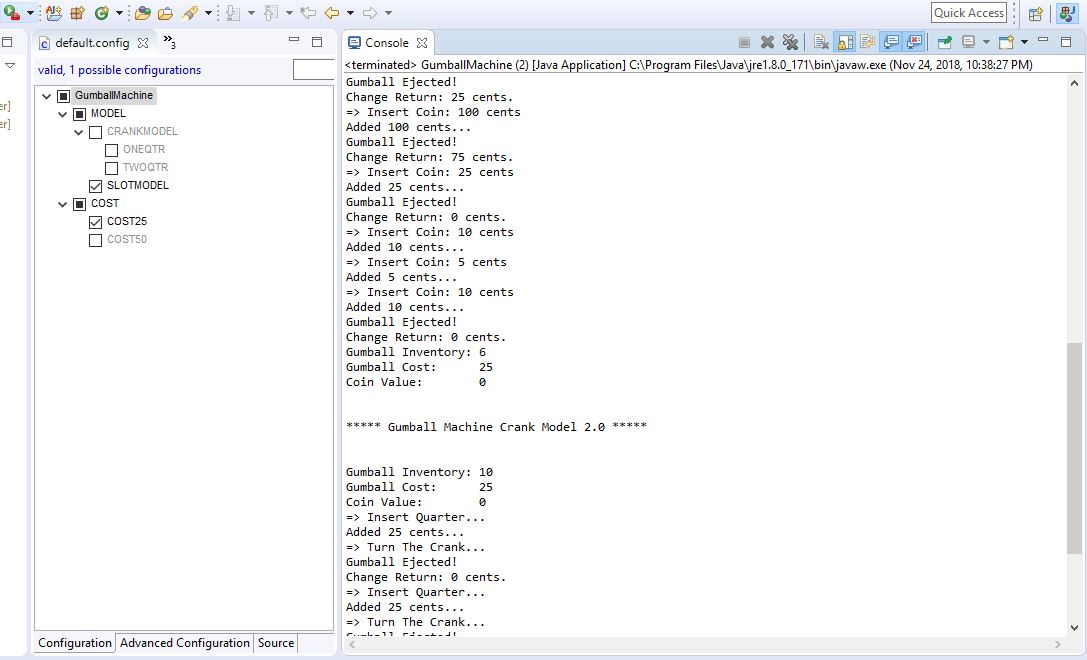 Quick Access
default.config
3
valid, 1 possible configurations
GumballMachine
MODEL
CRANKMODEL
ONEQTR
TWOQTR
SLOTMODEL
COST
COST25
COST50
Configuration
Advanced Configuration
Source
er]
er]
Console
<terminated> GumballMachine (2) [Java Application] C:\Program Files\Java\jre1.8.0_171\bin\javaw.exe (Nov 24, 2018, 10:38:27 PM)
Gumball Ejected!
Change Return: 25 cents.
=> Insert Coin: 100 cents
Added 100 cents...
Gumball Ejected!
Change Return: 75 cents.
=> Insert Coin: 25 cents
Added 25 cents...
Gumball Ejected!
Change Return: 0 cents.
=> Insert Coin: 10 cents
Added 10 cents...
=> Insert Coin: 5 cents
Added 5 cents...
=> Insert Coin: 10 cents
Added 10 cents...
Gumball Ejected!
Change Return: 0 cents.
Gumball Inventory: 6
Gumball Cost: 25
Coin Value: 0
***** Gumball Machine Crank Model 2.0 *****
Gumball Inventory: 10
Gumball Cost: 25
Coin Value: 0
=> Insert Quarter...
Added 25 cents...
=> Turn The Crank...
Gumball Ejected!
Change Return: 0 cents.
=> Insert Quarter...
Added 25 cents...
=> Turn The Crank...
Gumball Ejected!